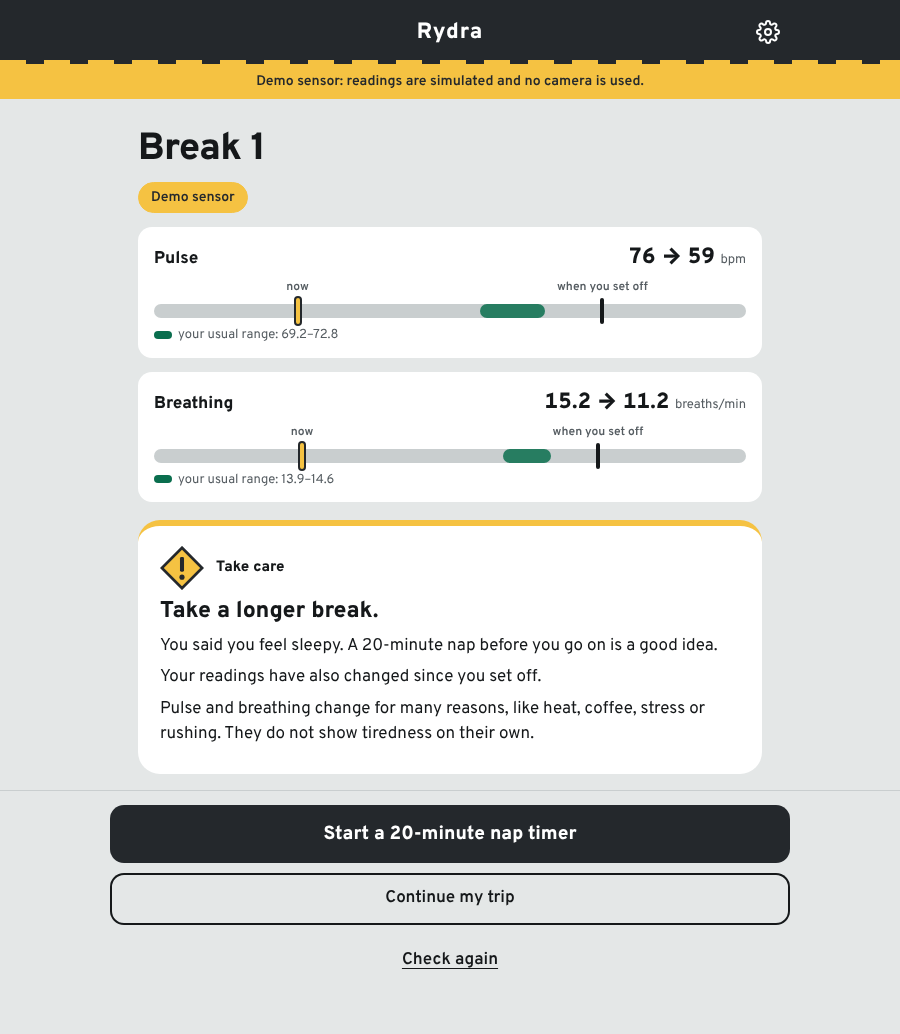 Rydra
Demo sensor: readings are simulated and no camera is used.
Break 1
Demo sensor
Pulse
76 → 59 bpm
now
when you set off
your usual range: 69.2–72.8
Breathing
15.2 → 11.2 breaths/min
now
when you set off
your usual range: 13.9–14.6
Take care
Take a longer break.
You said you feel sleepy. A 20-minute nap before you go on is a good idea.
Your readings have also changed since you set off.
Pulse and breathing change for many reasons, like heat, coffee, stress or
rushing. They do not show tiredness on their own.
Start a 20-minute nap timer
Continue my trip
Check again